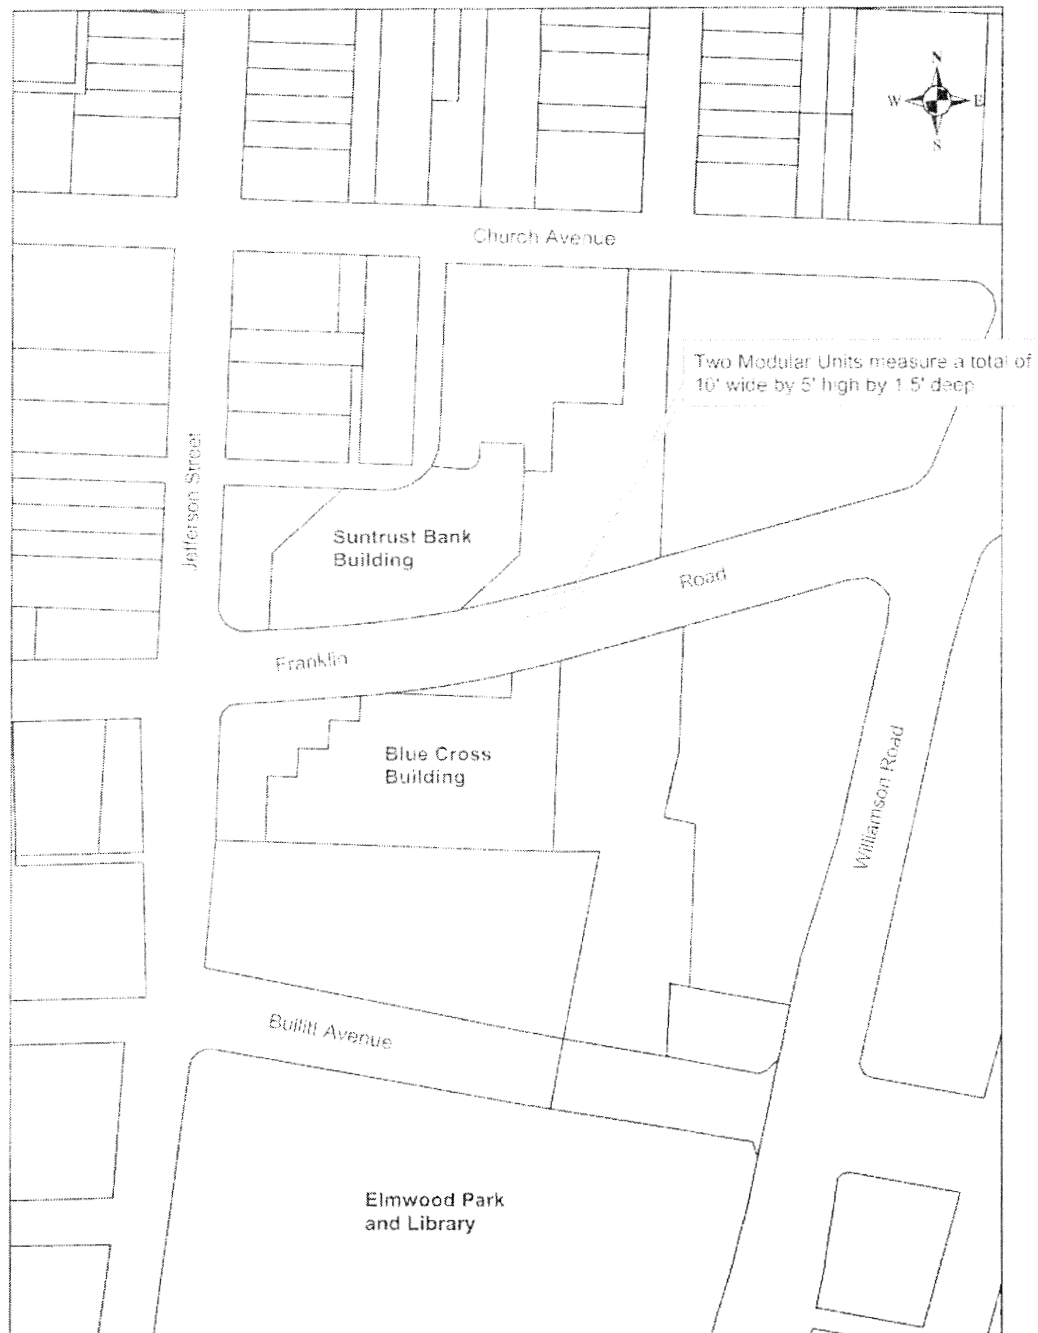 N
W E
S
Church Avenue
Two Modular Units measure a total of
10' wide by 5' high by 1.5' deep
Jefferson Street
Suntrust Bank
Building
Franklin Road
Blue Cross
Building
Williamson Road
Bullitt Avenue
Elmwood Park
and Library